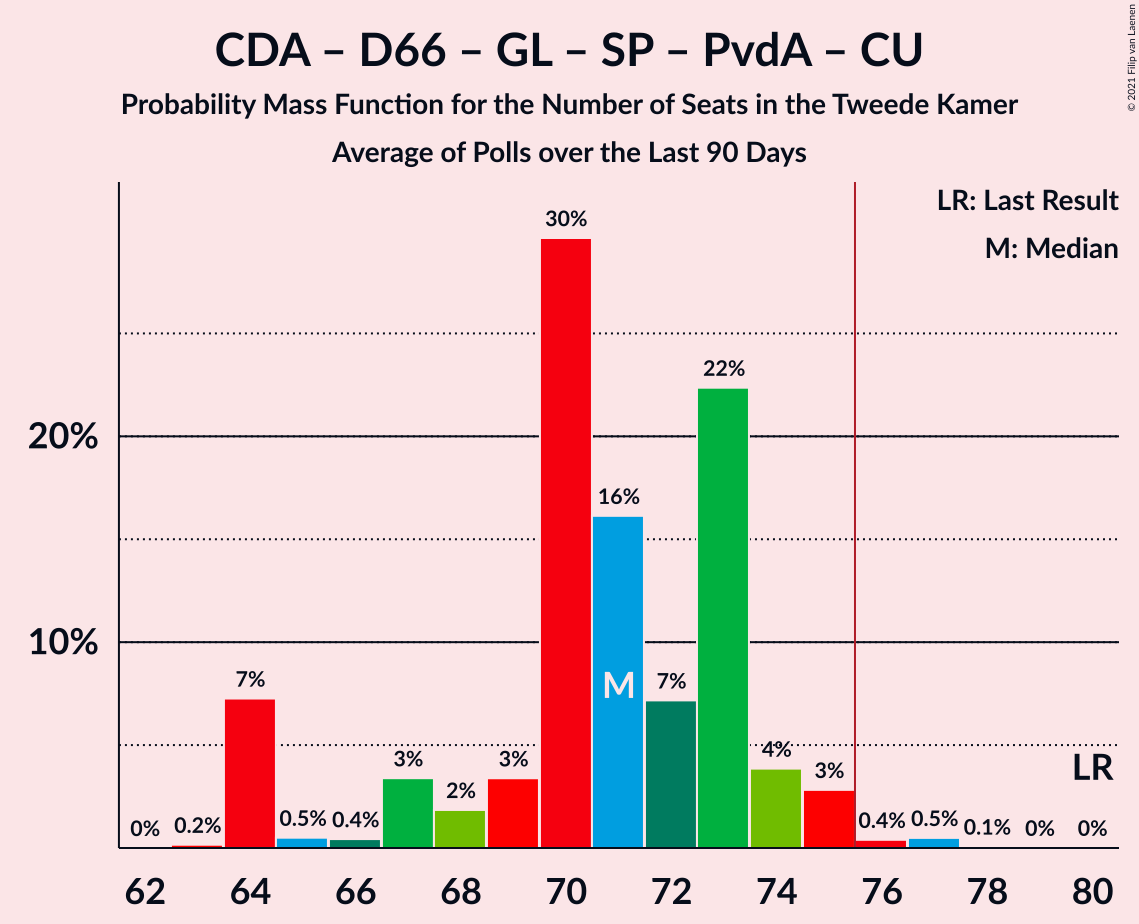 CDA – D66 – GL – SP – PvdA – CU
Probability Mass Function for the Number of Seats in the Tweede Kamer
Average of Polls over the Last 90 Days
© 2021 Filip van Laenen
LR: Last Result
M: Median
30%
22%
20%
16%
10%
7%
M
7%
3%
2%
3%
4%
3%
LR
0%
0.2%
0.5%
0.4%
0.4%
0.5%
0.1%
0%
0%
62 64 66 68 70 72 74 76 78 80